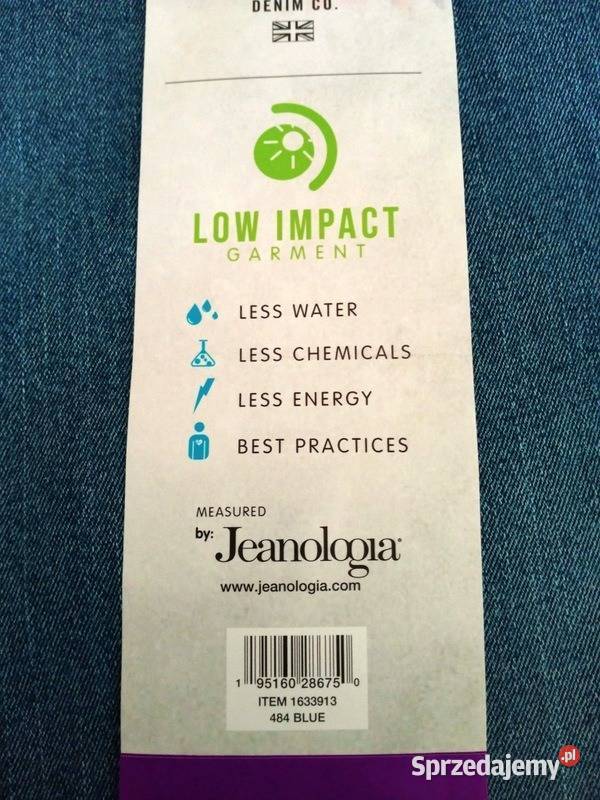 DENIM CO.
LOW IMPACT
GARMENT
LESS WATER
LESS CHEMICALS
LESS ENERGY
BEST PRACTICES
MEASURED
by: Jeanologia®
www.jeanologia.com
1 95160 28675 0
ITEM 1633913
484 BLUE
Sprzedajemy.pl